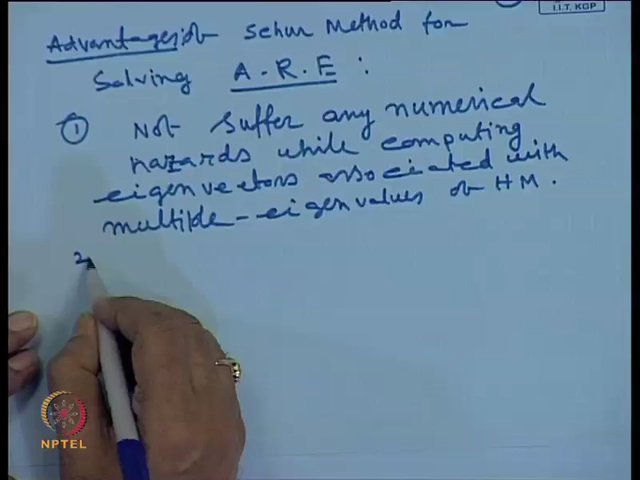 I.I.T. KGP
Advantages of Schur Method for
Solving A.R.E :
① Not suffer any numerical
hazards while computing
eigenvectors associated with
multiple-eigenvalues of HM.
2
NPTEL